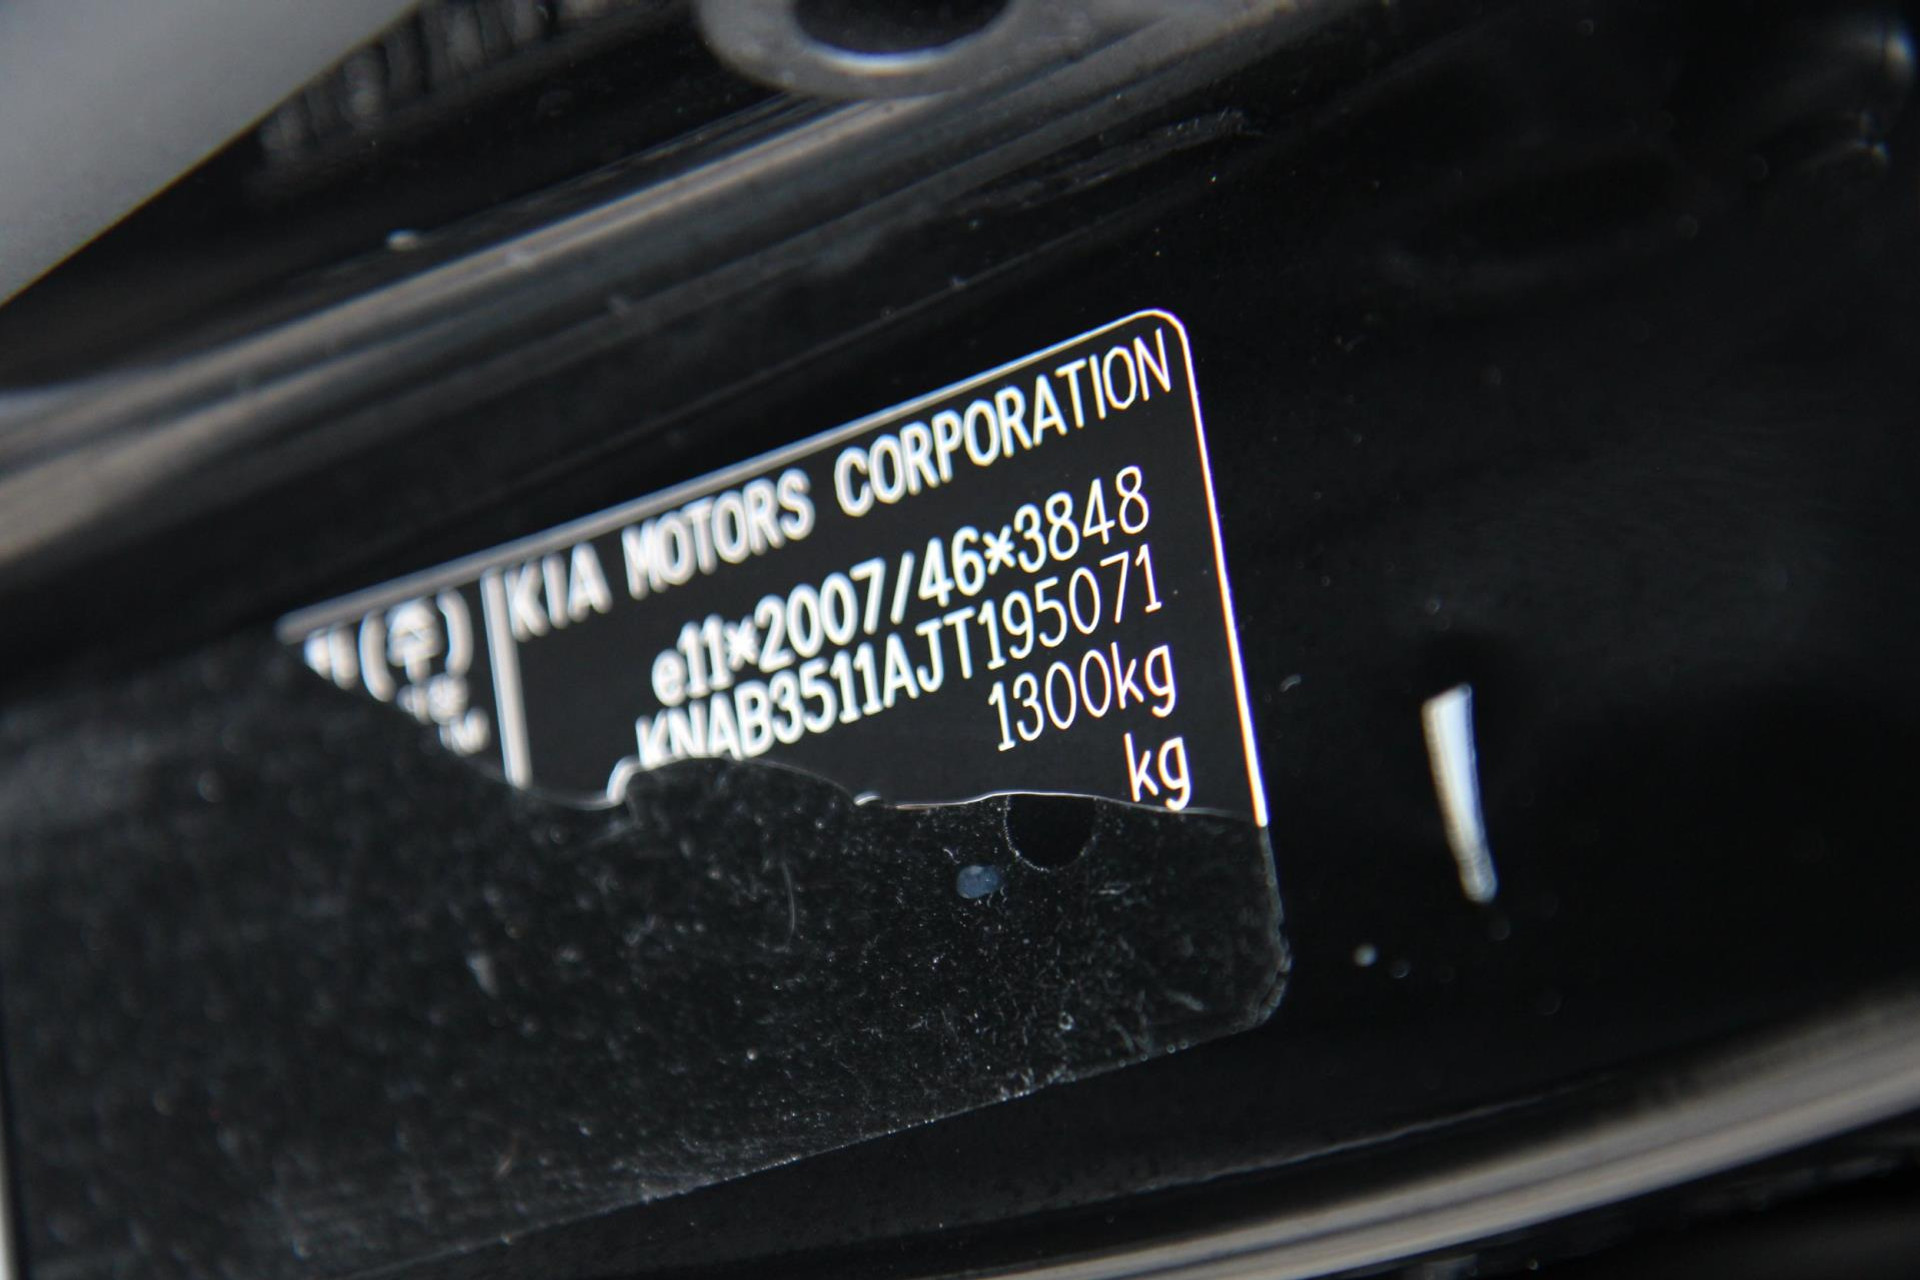 KIA MOTORS CORPORATION
e11*2007/46*3848
KNAB3511AJT195071
1300kg
kg